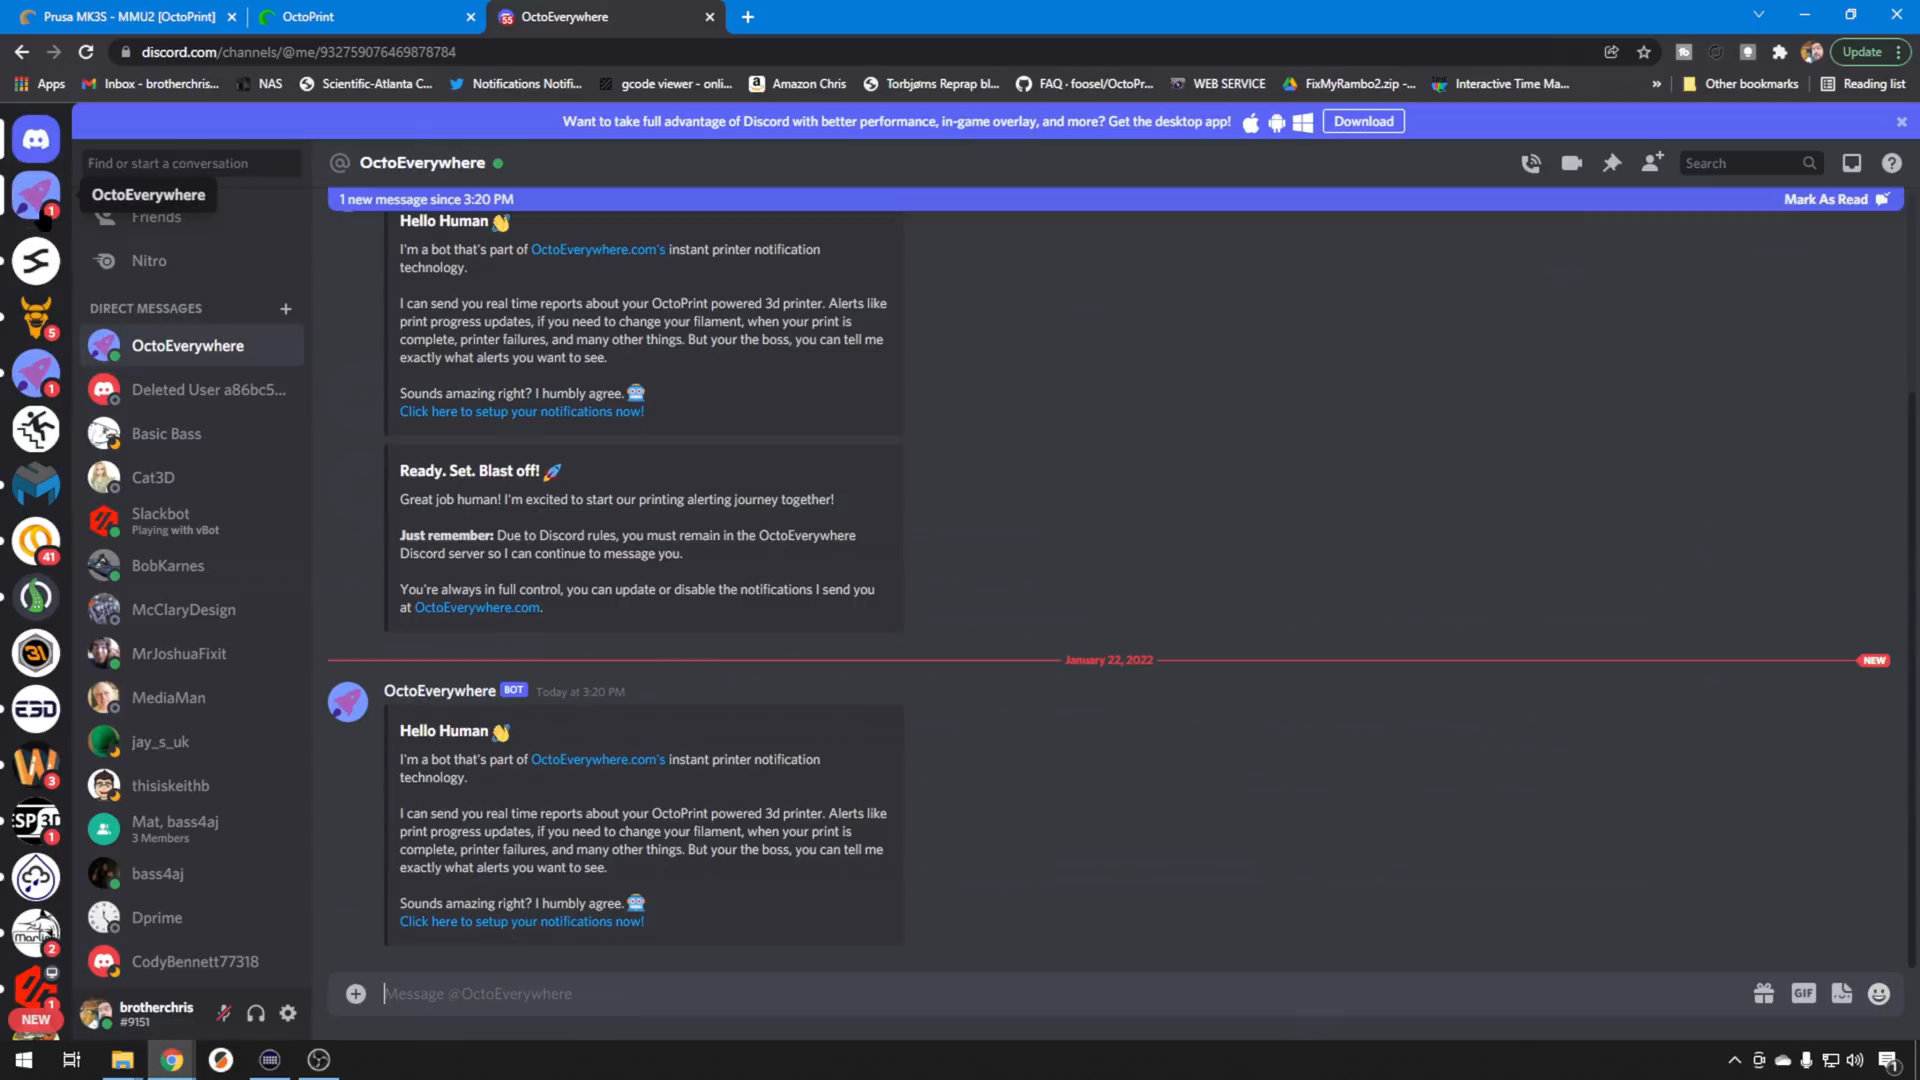 Prusa MK3S - MMU2 [OctoPrint]
OctoPrint
55
OctoEverywhere
discord.com/channels/@me/932759076469878784
Update
Apps
Inbox - brotherchris...
NAS
Scientific-Atlanta C...
Notifications Notifi...
gcode viewer - onli...
Amazon Chris
Torbjørns Reprap bl...
FAQ · foosel/OctoPr...
WEB SERVICE
FixMyRambo2.zip -...
Interactive Time Ma...
»
Other bookmarks
Reading list
Want to take full advantage of Discord with better performance, in-game overlay, and more? Get the desktop app!
Download
Find or start a conversation
OctoEverywhere
Friends
Nitro
DIRECT MESSAGES
OctoEverywhere
Deleted User a86bc5...
Basic Bass
Cat3D
Slackbot
Playing with vBot
BobKarnes
McClaryDesign
MrJoshuaFixit
MediaMan
jay_s_uk
thisiskeithb
Mat, bass4aj
3 Members
bass4aj
Dprime
CodyBennett77318
brotherchris
#9151
1
5
1
41
31
E3D
3
SP3D
1
Marlin
2
1
NEW
@ OctoEverywhere
Search
1 new message since 3:20 PM
Mark As Read
Hello Human
I'm a bot that's part of OctoEverywhere.com's instant printer notification
technology.
I can send you real time reports about your OctoPrint powered 3d printer. Alerts like
print progress updates, if you need to change your filament, when your print is
complete, printer failures, and many other things. But your the boss, you can tell me
exactly what alerts you want to see.
Sounds amazing right? I humbly agree.
Click here to setup your notifications now!
Ready. Set. Blast off!
Great job human! I'm excited to start our printing alerting journey together!
Just remember: Due to Discord rules, you must remain in the OctoEverywhere
Discord server so I can continue to message you.
You're always in full control, you can update or disable the notifications I send you
at OctoEverywhere.com.
January 22, 2022
NEW
OctoEverywhere BOT Today at 3:20 PM
Hello Human
I'm a bot that's part of OctoEverywhere.com's instant printer notification
technology.
I can send you real time reports about your OctoPrint powered 3d printer. Alerts like
print progress updates, if you need to change your filament, when your print is
complete, printer failures, and many other things. But your the boss, you can tell me
exactly what alerts you want to see.
Sounds amazing right? I humbly agree.
Click here to setup your notifications now!
Message @OctoEverywhere
GIF
1